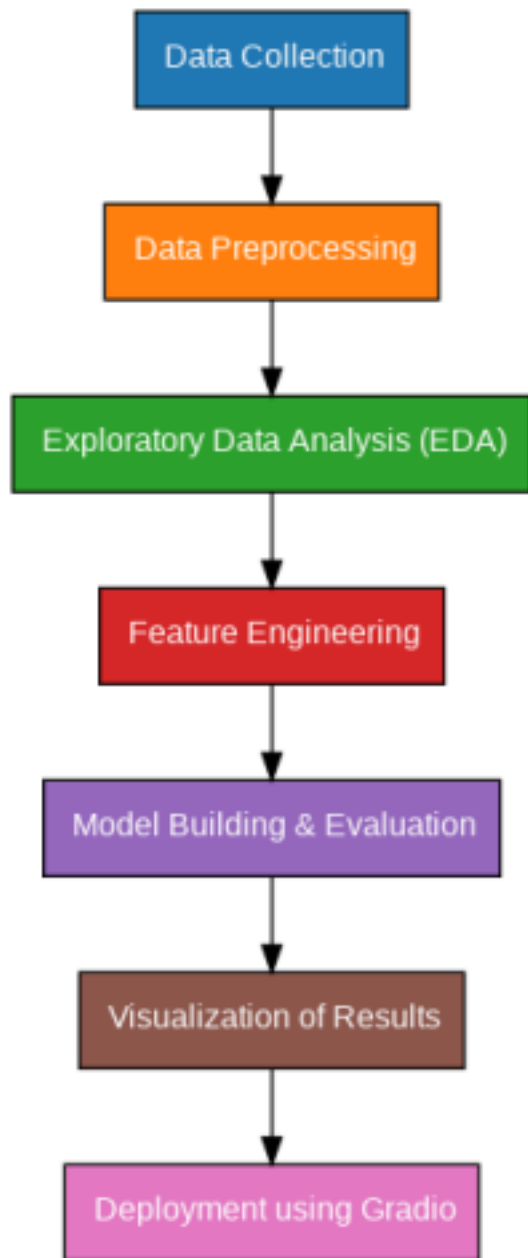 Data Collection
Data Preprocessing
Exploratory Data Analysis (EDA)
Feature Engineering
Model Building & Evaluation
Visualization of Results
Deployment using Gradio